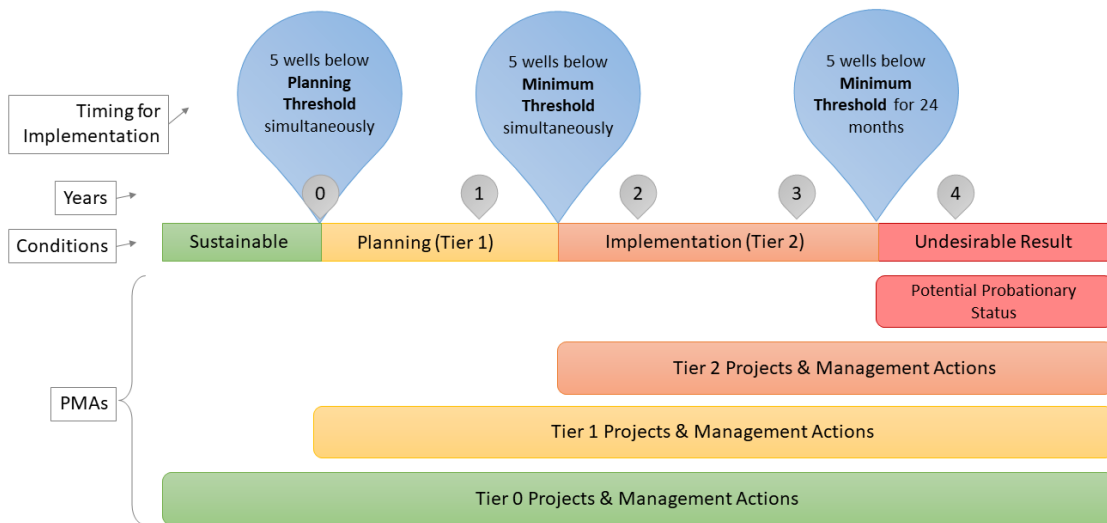 5 wells below
Planning
Threshold
simultaneously
5 wells below
Minimum
Threshold
simultaneously
5 wells below
Minimum
Threshold for 24
months
Timing for
Implementation
Years
0
1
2
3
4
Conditions
Sustainable
Planning (Tier 1)
Implementation (Tier 2)
Undesirable Result
Potential Probationary
Status
Tier 2 Projects & Management Actions
PMAs
Tier 1 Projects & Management Actions
Tier 0 Projects & Management Actions